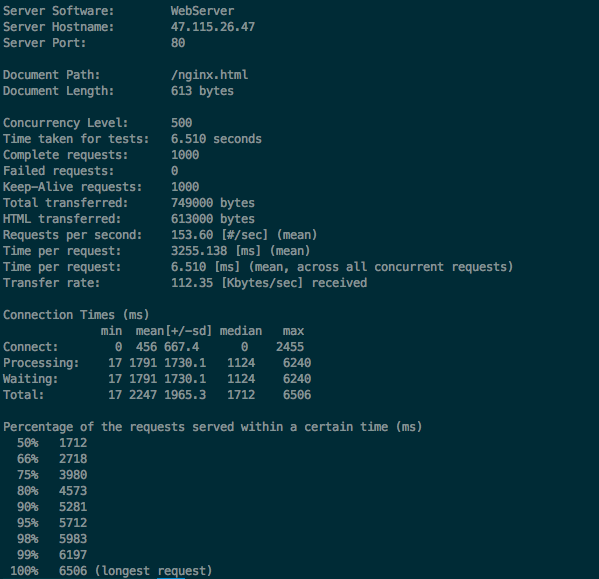 Server Software:        WebServer
Server Hostname:        47.115.26.47
Server Port:            80

Document Path:          /nginx.html
Document Length:        613 bytes

Concurrency Level:      500
Time taken for tests:   6.510 seconds
Complete requests:      1000
Failed requests:        0
Keep-Alive requests:    1000
Total transferred:      749000 bytes
HTML transferred:       613000 bytes
Requests per second:    153.60 [#/sec] (mean)
Time per request:       3255.138 [ms] (mean)
Time per request:       6.510 [ms] (mean, across all concurrent requests)
Transfer rate:          112.35 [Kbytes/sec] received

Connection Times (ms)
              min  mean[+/-sd] median   max
Connect:        0  456 667.4      0    2455
Processing:    17 1791 1730.1   1124    6240
Waiting:       17 1791 1730.1   1124    6240
Total:         17 2247 1965.3   1712    6506

Percentage of the requests served within a certain time (ms)
  50%   1712
  66%   2718
  75%   3980
  80%   4573
  90%   5281
  95%   5712
  98%   5983
  99%   6197
 100%   6506 (longest request)